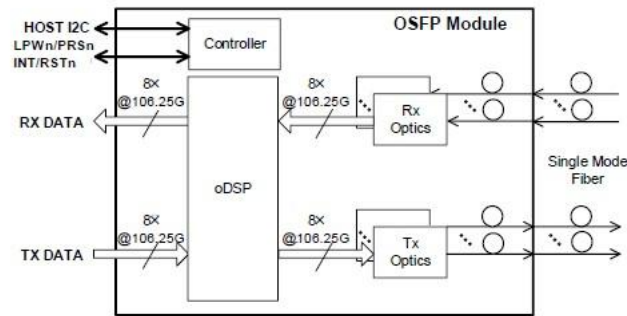 OSFP Module
HOST I2C
LPWn/PRSn
INT/RSTn
Controller
8×
@106.25G
8×
@106.25G
RX DATA
Rx
Optics
oDSP
Single Mode
Fiber
8×
@106.25G
8×
@106.25G
TX DATA
Tx
Optics